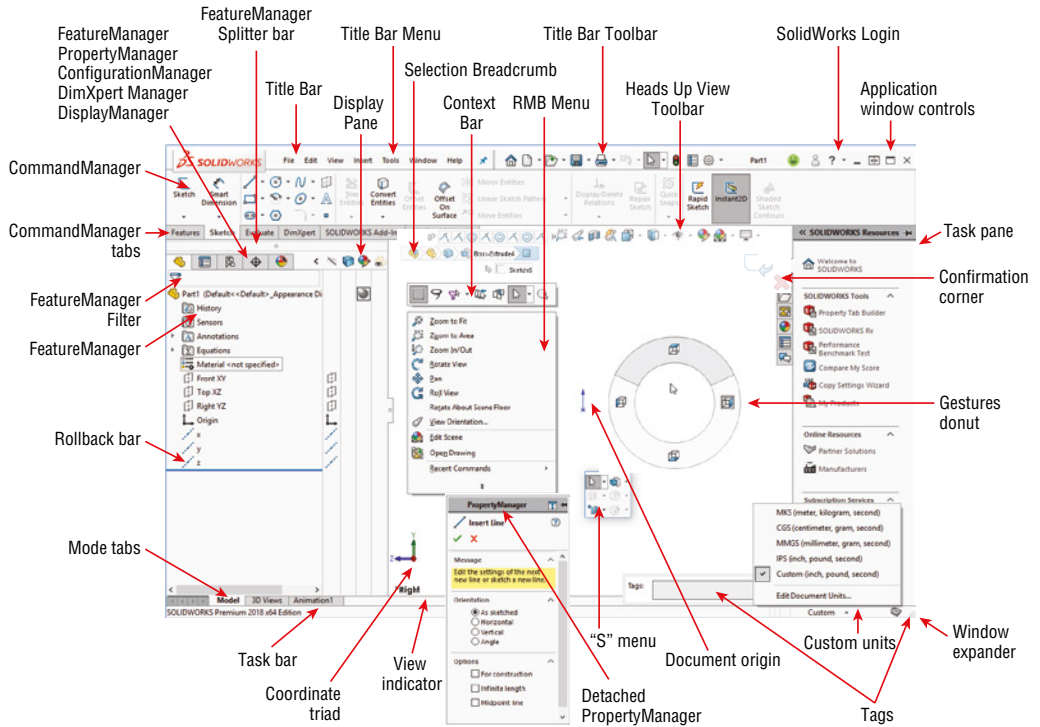 FeatureManager
Splitter bar
FeatureManager
PropertyManager
ConfigurationManager
DimXpert Manager
DisplayManager
Title Bar Menu
Title Bar Toolbar
SolidWorks Login
Selection Breadcrumb
Title Bar
Display
Pane
Context
Bar
RMB Menu
Heads Up View
Toolbar
Application
window controls
CommandManager
SOLIDWORKS File Edit View Insert Tools Window Help Part1 ?
Sketch
Smart
Dimension
Trim
Entities
Convert
Entities
Offset
Entities
Offset
On
Surface
Mirror Entities
Linear Sketch Pattern
Move Entities
Display/Delete
Relations
Repair
Sketch
Quick
Snaps
Rapid
Sketch
Instant2D
Shaded
Sketch
Contours
CommandManager
tabs
Features Sketch Evaluate DimXpert SOLIDWORKS Add-In
Boss-Extrude4
Sketch5
<< SOLIDWORKS Resources
Task pane
Welcome to
SOLIDWORKS
Confirmation
corner
SOLIDWORKS Tools
Property Tab Builder
SOLIDWORKS Rx
Performance
Benchmark Test
Compare My Score
Copy Settings Wizard
My Products
Online Resources
Partner Solutions
Manufacturers
Subscription Services
Gestures
donut
FeatureManager
Filter
FeatureManager
Part1 (Default<<Default>_Appearance Di
History
Sensors
Annotations
Equations
Material <not specified>
Front XY
Top XZ
Right YZ
Origin
x
y
z
Rollback bar
Zoom to Fit
Zoom to Area
Zoom In/Out
Rotate View
Pan
Roll View
Rotate About Scene Floor
View Orientation...
Edit Scene
Open Drawing
Recent Commands
PropertyManager
Insert Line
Message
Edit the settings of the next
new line or sketch a new line.
Orientation
As sketched
Horizontal
Vertical
Angle
Options
For construction
Infinite length
Midpoint line
MKS (meter, kilogram, second)
CGS (centimeter, gram, second)
MMGS (millimeter, gram, second)
IPS (inch, pound, second)
Custom (inch, pound, second)
Edit Document Units...
Tags:
Custom
Mode tabs
Y
Z
*Right
Model 3D Views Animation1
SOLIDWORKS Premium 2018 x64 Edition
Task bar
Coordinate
triad
View
indicator
Detached
PropertyManager
"S" menu
Document origin
Custom units
Window
expander
Tags